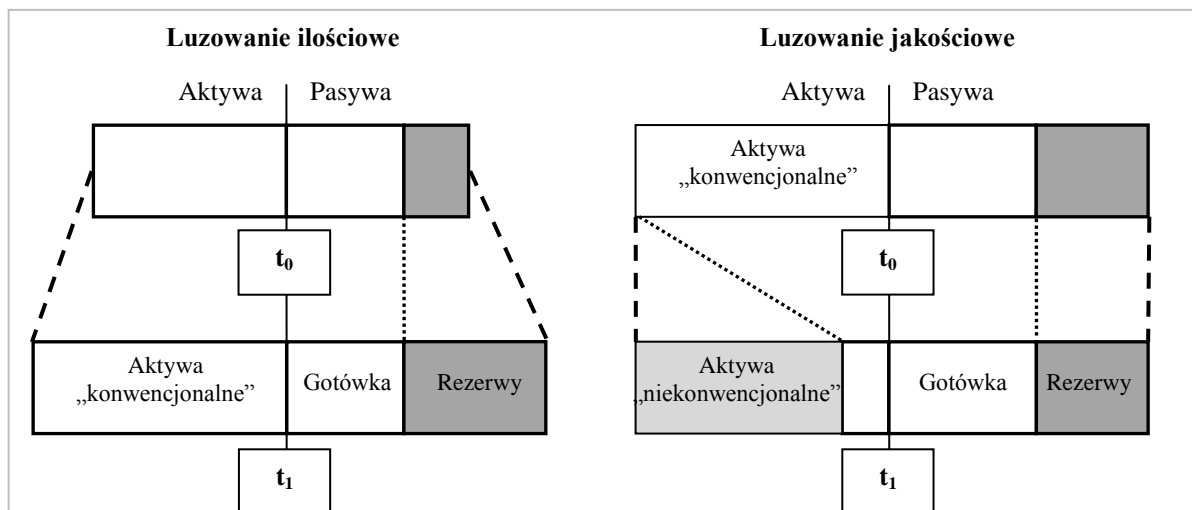 Luzowanie ilościowe
Aktywa
Pasywa
t₀
Aktywa
„konwencjonalne”
Gotówka
Rezerwy
t₁
Luzowanie jakościowe
Aktywa
Pasywa
Aktywa
„konwencjonalne”
t₀
Aktywa
„niekonwencjonalne”
Gotówka
Rezerwy
t₁